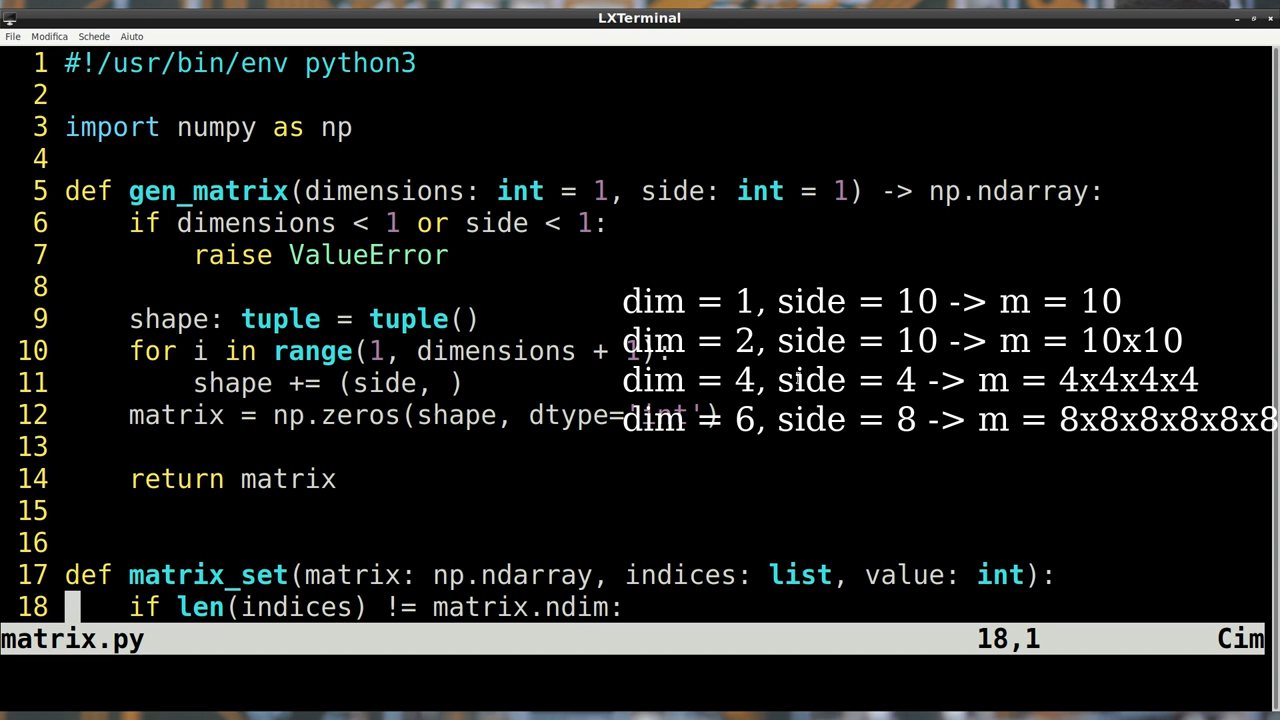 LXTerminal
File Modifica Schede Aiuto
1 #!/usr/bin/env python3
2
3 import numpy as np
4
5 def gen_matrix(dimensions: int = 1, side: int = 1) -> np.ndarray:
6 if dimensions < 1 or side < 1:
7 raise ValueError
8
9 shape: tuple = tuple()
10 for i in range(1, dimensions + 1):
11 shape += (side, )
12 matrix = np.zeros(shape, dtype='int')
13
14 return matrix
15
16
17 def matrix_set(matrix: np.ndarray, indices: list, value: int):
18 if len(indices) != matrix.ndim:
dim = 1, side = 10 -> m = 10
dim = 2, side = 10 -> m = 10x10
dim = 4, side = 4 -> m = 4x4x4x4
dim = 6, side = 8 -> m = 8x8x8x8x8x8
matrix.py 18,1 Cim